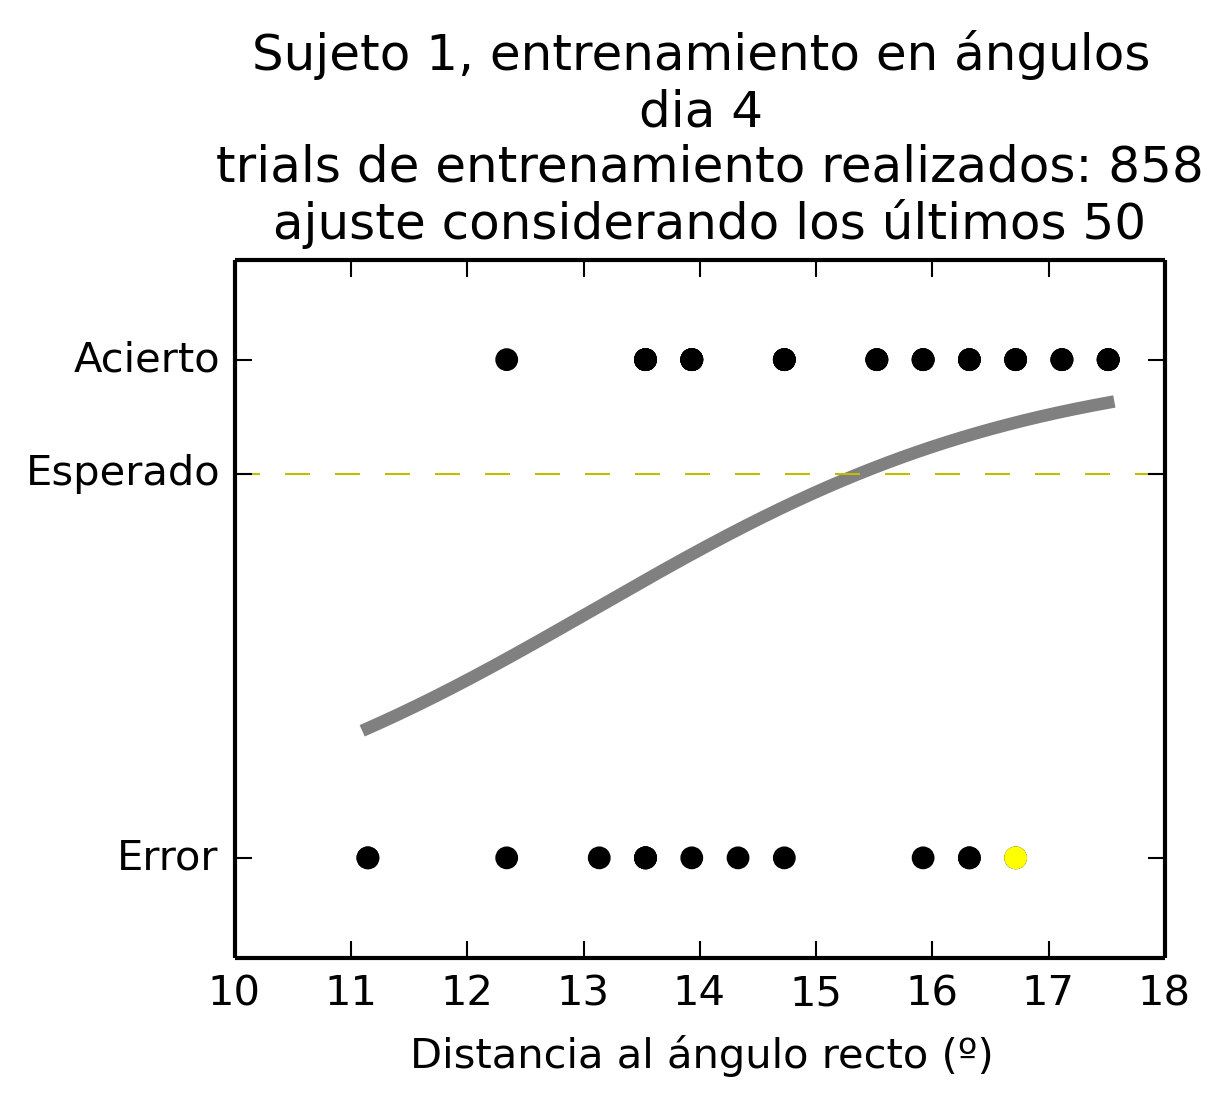 Sujeto 1, entrenamiento en ángulos
dia 4
trials de entrenamiento realizados: 858
ajuste considerando los últimos 50
Acierto
Esperado
Error
10 11 12 13 14 15 16 17 18
Distancia al ángulo recto (º)